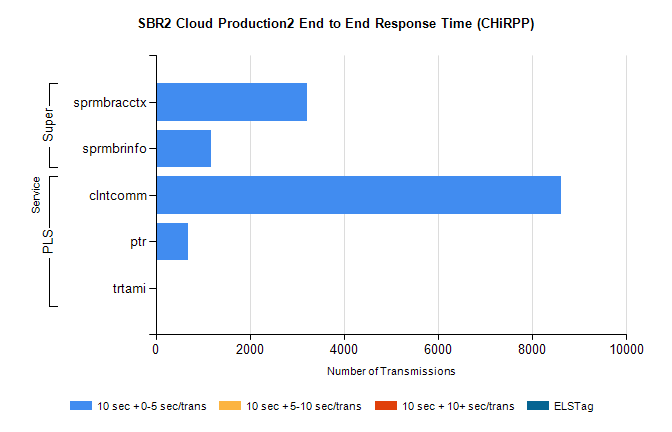 SBR2 Cloud Production2 End to End Response Time (CHiRPP)
Service
Super
PLS
sprmbracctx
sprmbrinfo
clntcomm
ptr
trtami
0 2000 4000 6000 8000 10000
Number of Transmissions
10 sec +0-5 sec/trans 10 sec +5-10 sec/trans 10 sec + 10+ sec/trans ELSTag